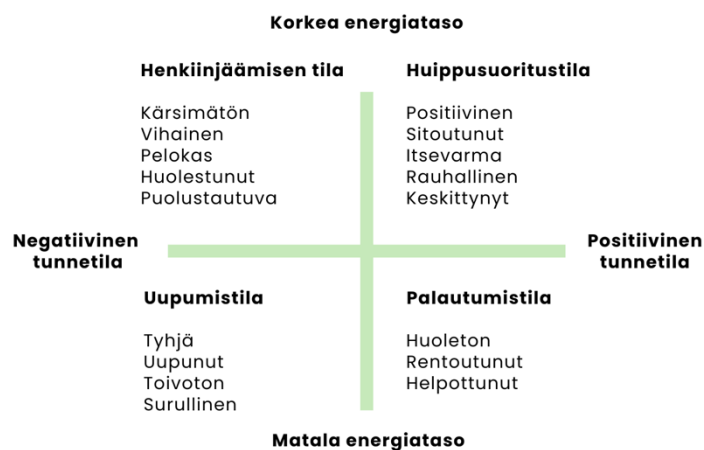 Korkea energiataso
Henkiinjäämisen tila
Kärsimätön
Vihainen
Pelokas
Huolestunut
Puolustautuva
Huippusuoritustila
Positiivinen
Sitoutunut
Itsevarma
Rauhallinen
Keskittynyt
Negatiivinen
tunnetila
Positiivinen
tunnetila
Uupumistila
Tyhjä
Uupunut
Toivoton
Surullinen
Palautumistila
Huoleton
Rentoutunut
Helpottunut
Matala energiataso